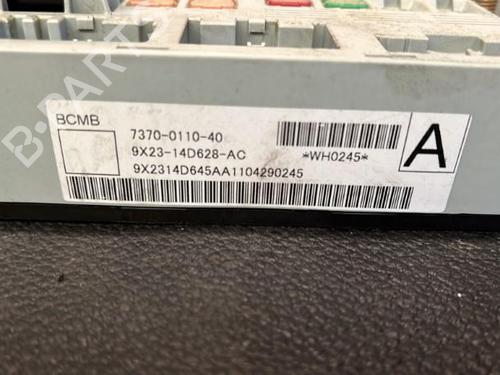 BCMB
7370-0110-40
9X23-14D628-AC
*WH0245*
9X2314D645AA1104290245
A
B-PARTS